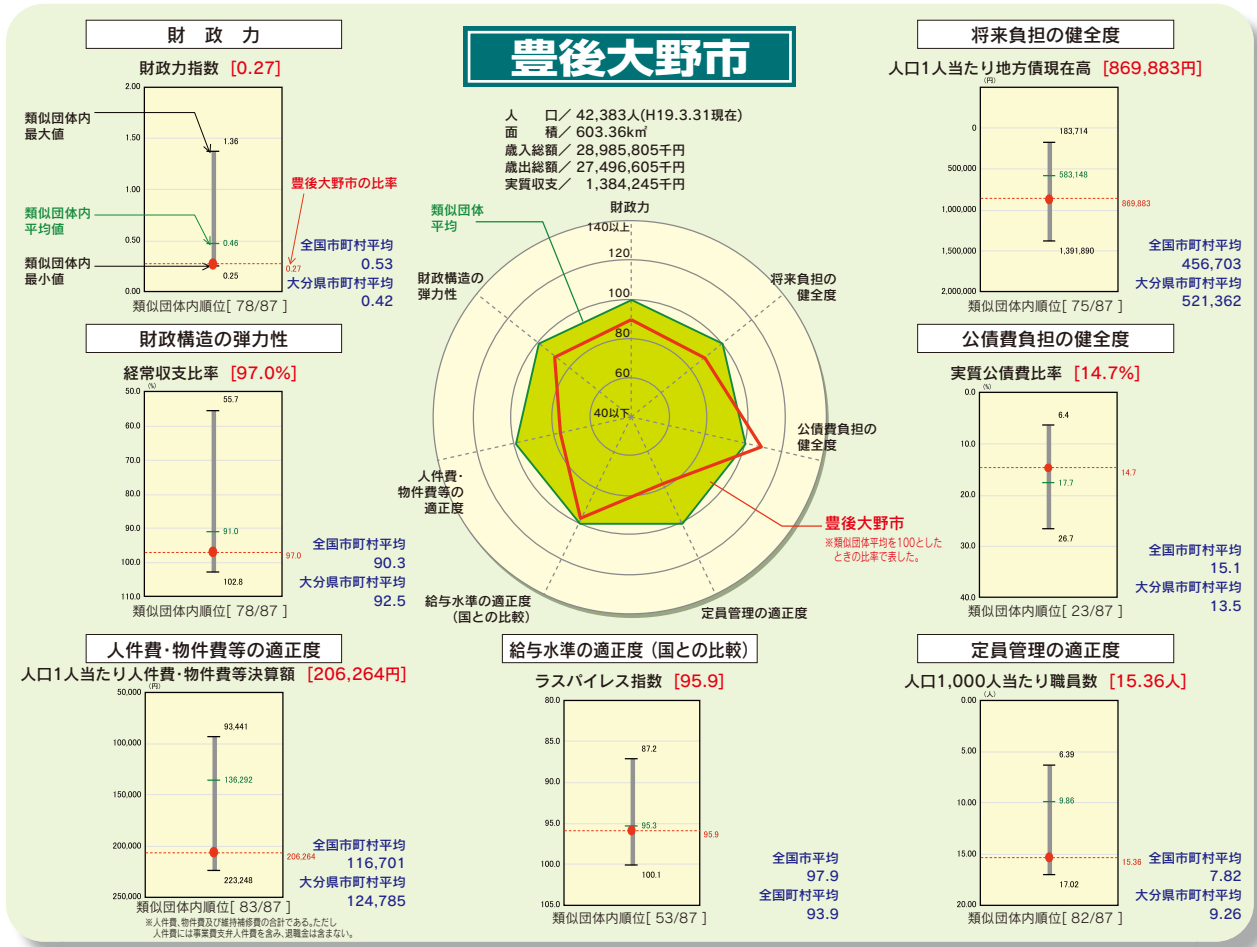 豊後大野市
人　　口／ 42,383人(H19.3.31現在)
面　　積／ 603.36k㎡
歳入総額／ 28,985,805千円
歳出総額／ 27,496,605千円
実質収支／ 1,384,245千円
財 政 力
財政力指数 [0.27]
2.00
1.50
1.00
0.50
0.00
類似団体内
最大値
類似団体内
平均値
類似団体内
最小値
1.36
0.46
0.25
0.27
豊後大野市の比率
全国市町村平均
0.53
大分県市町村平均
0.42
類似団体内順位[ 78/87 ]
財政構造の弾力性
経常収支比率 [97.0%]
(%)
50.0
60.0
70.0
80.0
90.0
100.0
110.0
55.7
91.0
97.0
102.8
全国市町村平均
90.3
大分県市町村平均
92.5
類似団体内順位[ 78/87 ]
人件費・物件費等の適正度
人口1人当たり人件費・物件費等決算額 [206,264円]
(円)
50,000
100,000
150,000
200,000
250,000
93,441
136,292
206,264
223,248
全国市町村平均
116,701
大分県市町村平均
124,785
類似団体内順位[ 83/87 ]
※人件費、物件費及び維持補修費の合計である。ただし
人件費には事業費支弁人件費を含み、退職金は含まない。
類似団体
平均
財政力
140以上
120
100
80
60
40以下
財政構造の
弾力性
将来負担の
健全度
公債費負担の
健全度
人件費・
物件費等の
適正度
給与水準の適正度
(国との比較)
定員管理の適正度
豊後大野市
※類似団体平均を100とした
ときの比率で表した。
給与水準の適正度 (国との比較)
ラスパイレス指数 [95.9]
80.0
85.0
90.0
95.0
100.0
105.0
87.2
95.3
95.9
100.1
全国市平均
97.9
全国町村平均
93.9
類似団体内順位[ 53/87 ]
将来負担の健全度
人口1人当たり地方債現在高 [869,883円]
(円)
0
500,000
1,000,000
1,500,000
2,000,000
183,714
583,148
869,883
1,391,890
全国市町村平均
456,703
大分県市町村平均
521,362
類似団体内順位[ 75/87 ]
公債費負担の健全度
実質公債費比率 [14.7%]
(%)
0.0
10.0
20.0
30.0
40.0
6.4
14.7
17.7
26.7
全国市町村平均
15.1
大分県市町村平均
13.5
類似団体内順位[ 23/87 ]
定員管理の適正度
人口1,000人当たり職員数 [15.36人]
(人)
0.00
5.00
10.00
15.00
20.00
6.39
9.86
15.36
17.02
全国市町村平均
7.82
大分県市町村平均
9.26
類似団体内順位[ 82/87 ]